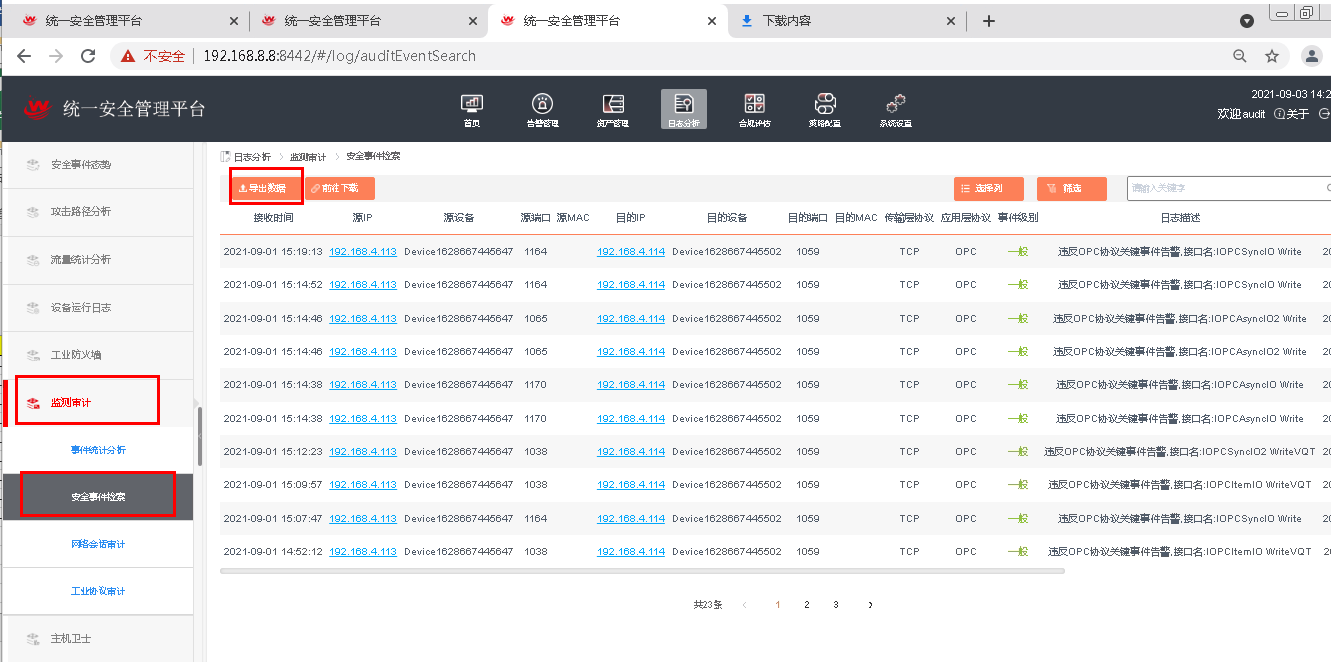 统一安全管理平台 统一安全管理平台 统一安全管理平台 下载内容
不安全 192.168.8.8:8442/#/log/auditEventSearch
统一安全管理平台
首页 告警管理 资产管理 日志分析 合规评估 策略配置 系统设置
2021-09-03 14:2
欢迎audit 关于
安全事件态势
攻击路径分析
流量统计分析
设备运行日志
工业防火墙
监测审计
事件统计分析
安全事件检索
网络会话审计
工业协议审计
主机卫士
日志分析 > 监测审计 > 安全事件检索
导出数据 前往下载 选择列 筛选 请输入关键字
接收时间 源IP 源设备 源端口 源MAC 目的IP 目的设备 目的端口 目的MAC 传输层协议 应用层协议 事件级别 日志描述
2021-09-01 15:19:13 192.168.4.113 Device1628667445647 1164 192.168.4.114 Device1628667445502 1059 TCP OPC 一般 违反OPC协议关键事件告警,接口名:IOPCSyncIO Write 20
2021-09-01 15:14:52 192.168.4.113 Device1628667445647 1164 192.168.4.114 Device1628667445502 1059 TCP OPC 一般 违反OPC协议关键事件告警,接口名:IOPCSyncIO Write 20
2021-09-01 15:14:46 192.168.4.113 Device1628667445647 1065 192.168.4.114 Device1628667445502 1059 TCP OPC 一般 违反OPC协议关键事件告警,接口名:IOPCAsyncIO2 Write 20
2021-09-01 15:14:46 192.168.4.113 Device1628667445647 1065 192.168.4.114 Device1628667445502 1059 TCP OPC 一般 违反OPC协议关键事件告警,接口名:IOPCAsyncIO2 Write 20
2021-09-01 15:14:38 192.168.4.113 Device1628667445647 1170 192.168.4.114 Device1628667445502 1059 TCP OPC 一般 违反OPC协议关键事件告警,接口名:IOPCAsyncIO Write 20
2021-09-01 15:14:38 192.168.4.113 Device1628667445647 1170 192.168.4.114 Device1628667445502 1059 TCP OPC 一般 违反OPC协议关键事件告警,接口名:IOPCAsyncIO Write 20
2021-09-01 15:12:23 192.168.4.113 Device1628667445647 1038 192.168.4.114 Device1628667445502 1059 TCP OPC 一般 违反OPC协议关键事件告警,接口名:IOPCSyncIO2 WriteVQT 20
2021-09-01 15:09:57 192.168.4.113 Device1628667445647 1038 192.168.4.114 Device1628667445502 1059 TCP OPC 一般 违反OPC协议关键事件告警,接口名:IOPCItemIO WriteVQT 20
2021-09-01 15:07:47 192.168.4.113 Device1628667445647 1164 192.168.4.114 Device1628667445502 1059 TCP OPC 一般 违反OPC协议关键事件告警,接口名:IOPCSyncIO Write 20
2021-09-01 14:52:12 192.168.4.113 Device1628667445647 1038 192.168.4.114 Device1628667445502 1059 TCP OPC 一般 违反OPC协议关键事件告警,接口名:IOPCItemIO WriteVQT 20
共23条 < 1 2 3 >